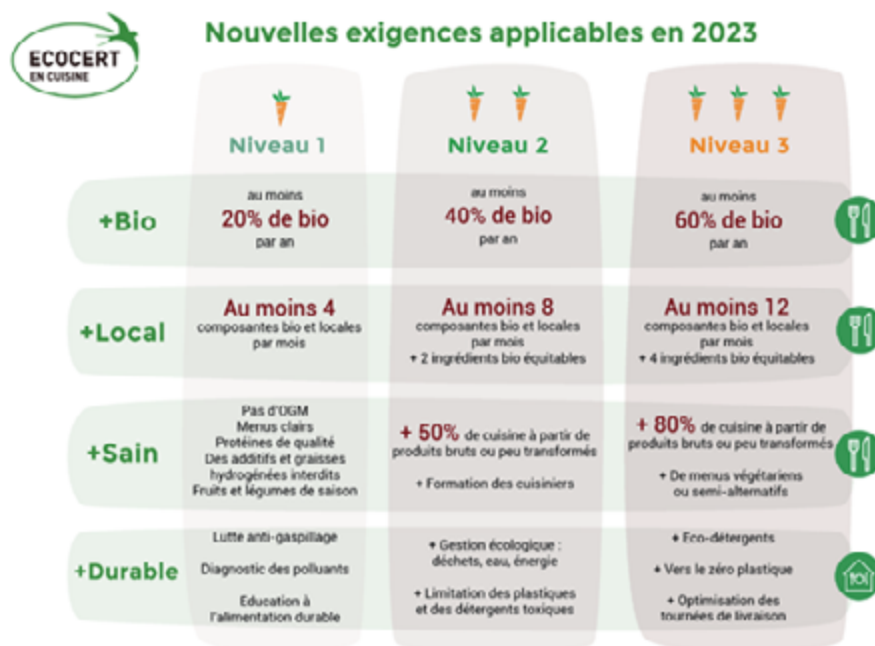 ECOCERT
EN CUISINE
Nouvelles exigences applicables en 2023
Niveau 1
Niveau 2
Niveau 3
+Bio
au moins
20% de bio
par an
au moins
40% de bio
par an
au moins
60% de bio
par an
+Local
Au moins 4
composantes bio et locales
par mois
Au moins 8
composantes bio et locales
par mois
+ 2 ingrédients bio équitables
Au moins 12
composantes bio et locales
par mois
+ 4 ingrédients bio équitables
+Sain
Pas d'OGM
Menus clairs
Protéines de qualité
Des additifs et graisses
hydrogénées interdits
Fruits et légumes de saison
+ 50% de cuisine à partir de
produits bruts ou peu transformés
+ Formation des cuisiniers
+ 80% de cuisine à partir de
produits bruts ou peu transformés
+ De menus végétariens
ou semi-alternatifs
+Durable
Lutte anti-gaspillage
Diagnostic des polluants
Education à
l'alimentation durable
+ Gestion écologique :
déchets, eau, énergie
+ Limitation des plastiques
et des détergents toxiques
+ Eco-détergents
+ Vers le zéro plastique
+ Optimisation des
tournées de livraison